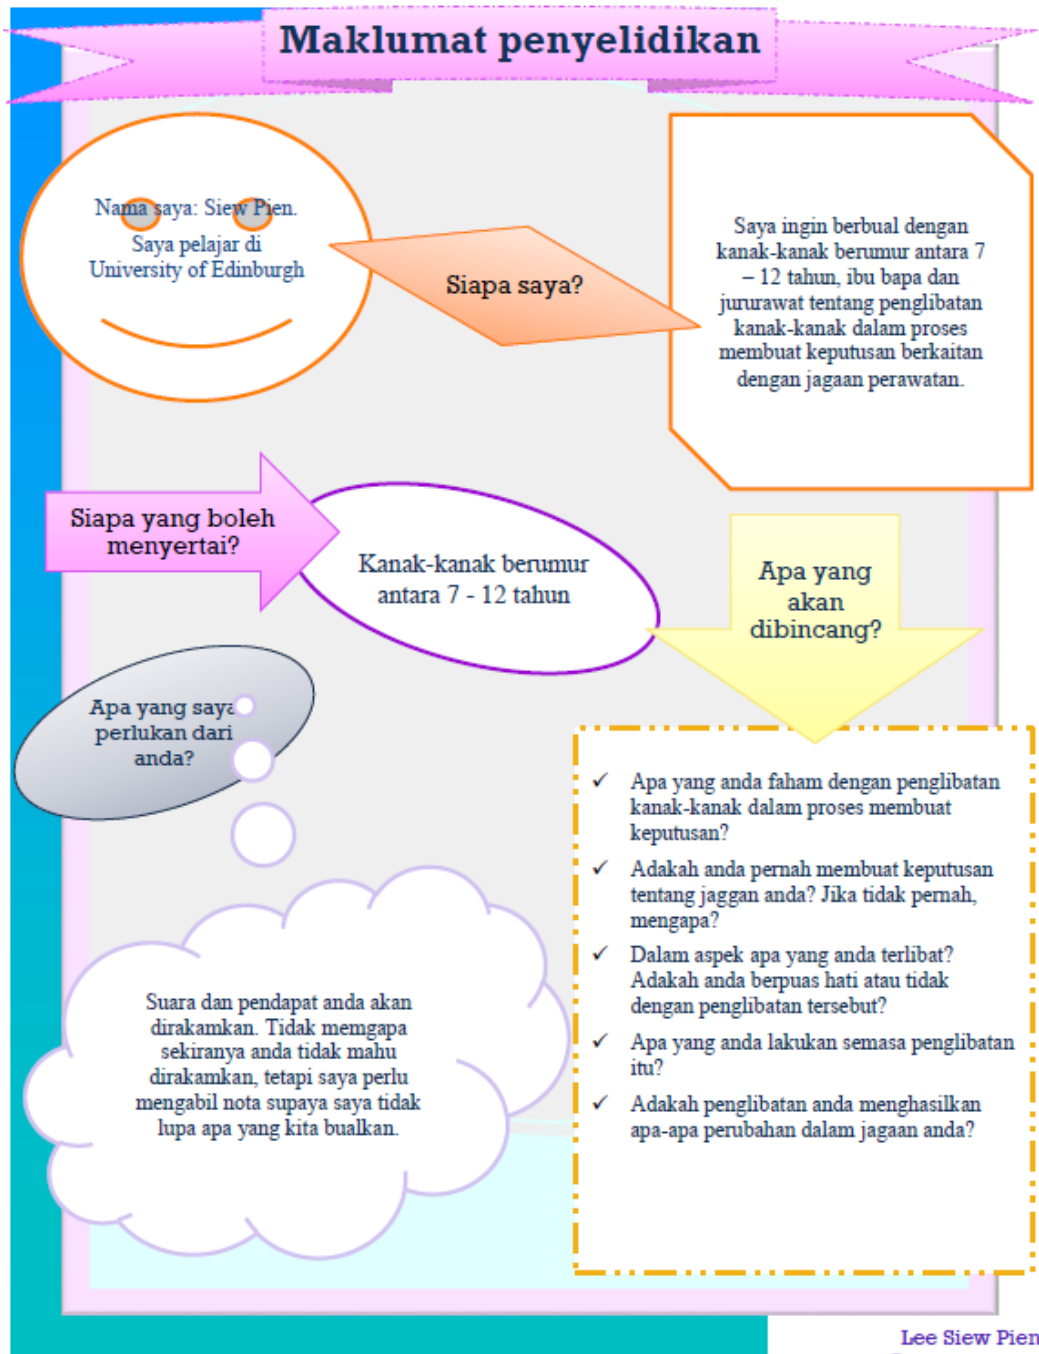 Maklumat penyelidikan
Nama saya: Siew Pien.
Saya pelajar di
University of Edinburgh
Siapa saya?
Saya ingin berbual dengan
kanak-kanak berumur antara 7
– 12 tahun, ibu bapa dan
jururawat tentang penglibatan
kanak-kanak dalam proses
membuat keputusan berkaitan
dengan jagaan perawatan.
Siapa yang boleh
menyertai?
Kanak-kanak berumur
antara 7 - 12 tahun
Apa yang
akan
dibincang?
Apa yang saya
perlukan dari
anda?
Suara dan pendapat anda akan
dirakamkan. Tidak memgapa
sekiranya anda tidak mahu
dirakamkan, tetapi saya perlu
mengabil nota supaya saya tidak
lupa apa yang kita bualkan.
✓ Apa yang anda faham dengan penglibatan
kanak-kanak dalam proses membuat
keputusan?
✓ Adakah anda pernah membuat keputusan
tentang jaggan anda? Jika tidak pernah,
mengapa?
✓ Dalam aspek apa yang anda terlibat?
Adakah anda berpuas hati atau tidak
dengan penglibatan tersebut?
✓ Apa yang anda lakukan semasa penglibatan
itu?
✓ Adakah penglibatan anda menghasilkan
apa-apa perubahan dalam jagaan anda?
Lee Siew Pien